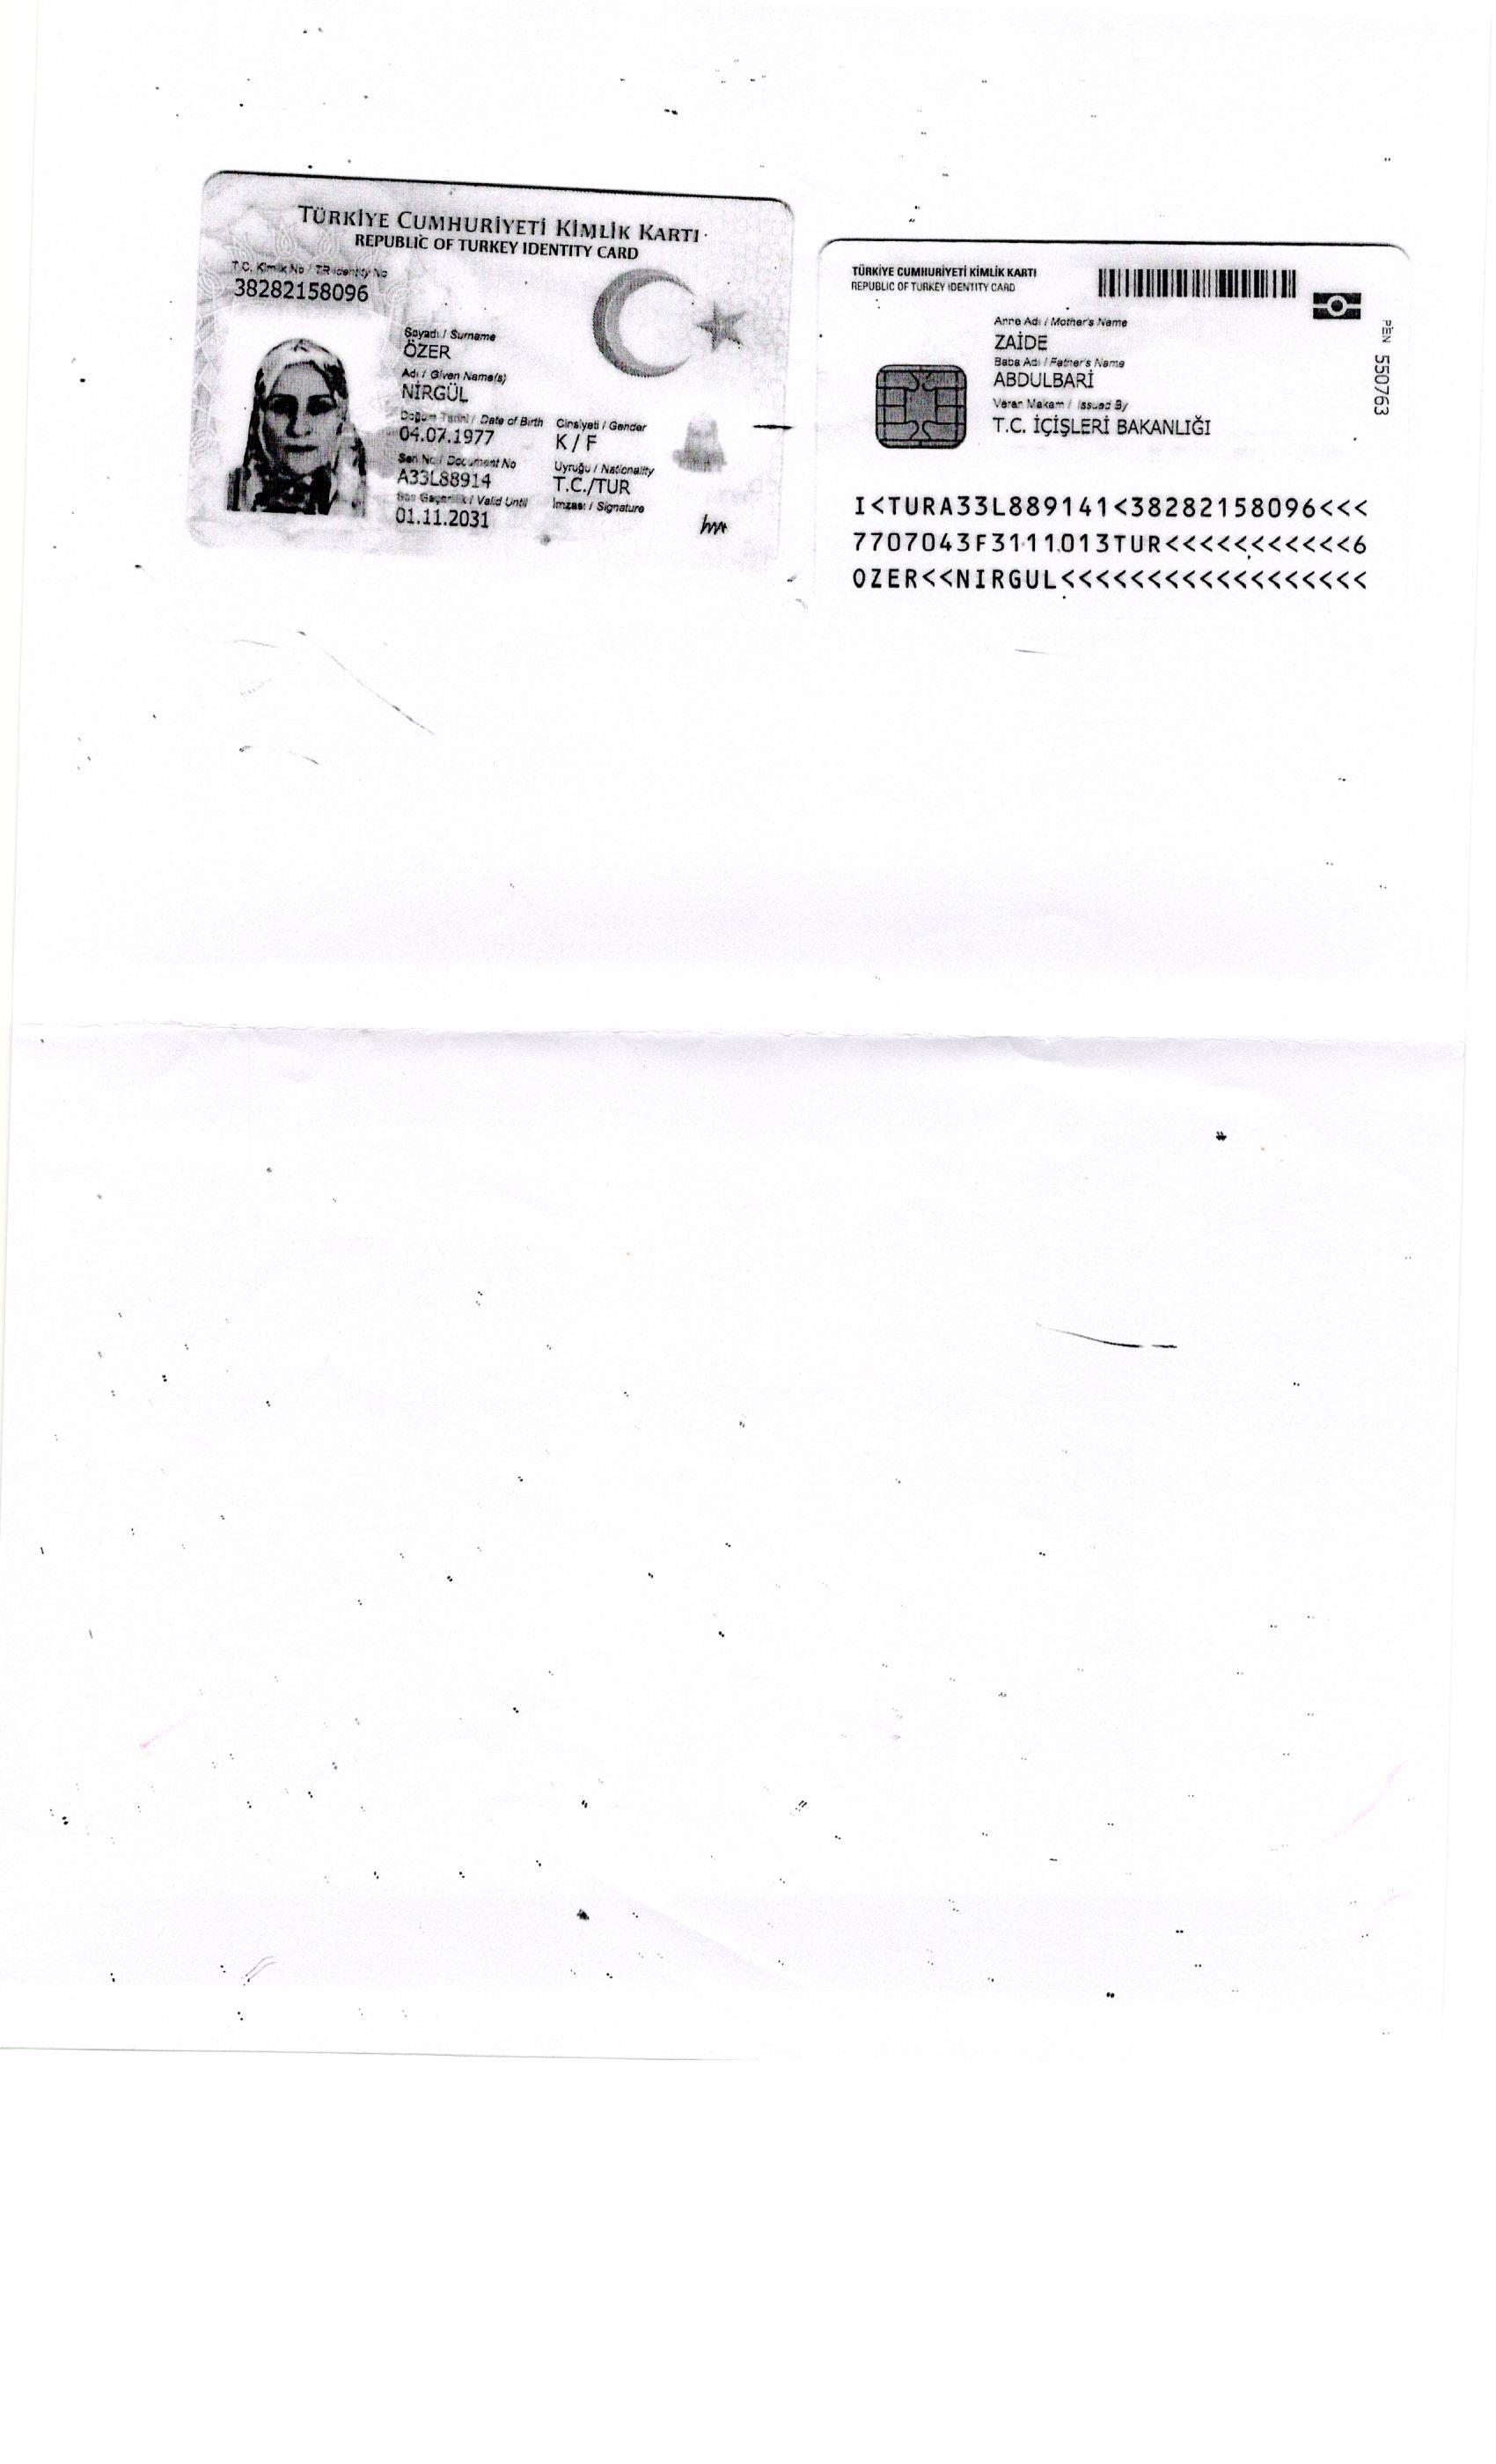 TÜRKİYE CUMHURİYETİ KİMLİK KARTI
REPUBLIC OF TURKEY IDENTITY CARD
T.C. Kimlik No / TR Identity No
38282158096
Soyadı / Surname
ÖZER
Adı / Given Name(s)
NİRGÜL
Doğum Tarihi / Date of Birth
04.07.1977
Cinsiyeti / Gender
K / F
Seri No / Document No
A33L88914
Uyruğu / Nationality
T.C./TUR
Son Geçerlilik / Valid Until
01.11.2031
İmzası / Signature
TÜRKİYE CUMHURİYETİ KİMLİK KARTI
REPUBLIC OF TURKEY IDENTITY CARD
Anne Adı / Mother's Name
ZAİDE
Baba Adı / Father's Name
ABDULBARİ
Veren Makam / Issued By
T.C. İÇİŞLERİ BAKANLIĞI
PEN 550763
I<TURA33L889141<38282158096<<<
7707043F3111013TUR<<<<<<<<<<<6
OZER<<NIRGUL<<<<<<<<<<<<<<<<<<